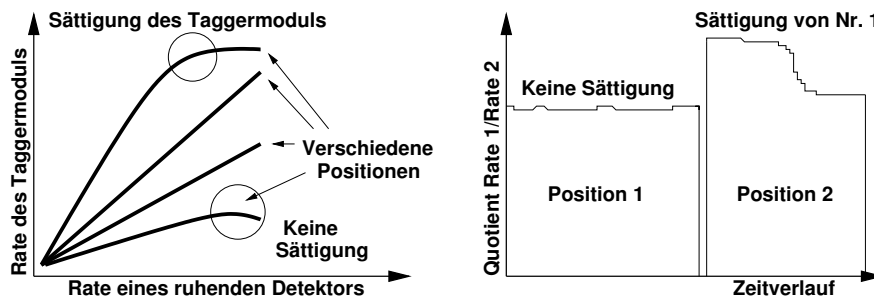 Sättigung des Taggermoduls
Rate des Taggermoduls
Verschiedene
Positionen
Keine
Sättigung
Rate eines ruhenden Detektors
Sättigung von Nr. 1
Quotient Rate 1/Rate 2
Keine Sättigung
Position 1
Position 2
Zeitverlauf